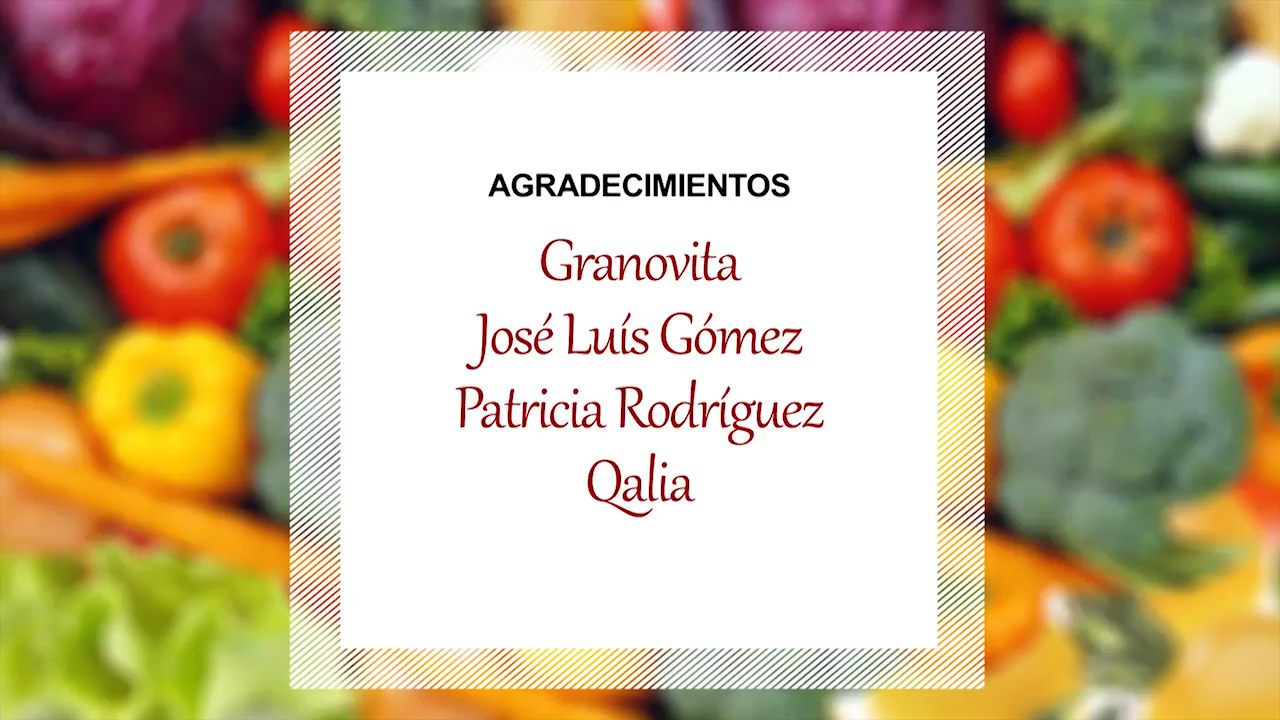 AGRADECIMIENTOS
Granovita
José Luís Gómez
Patricia Rodríguez
Qalia